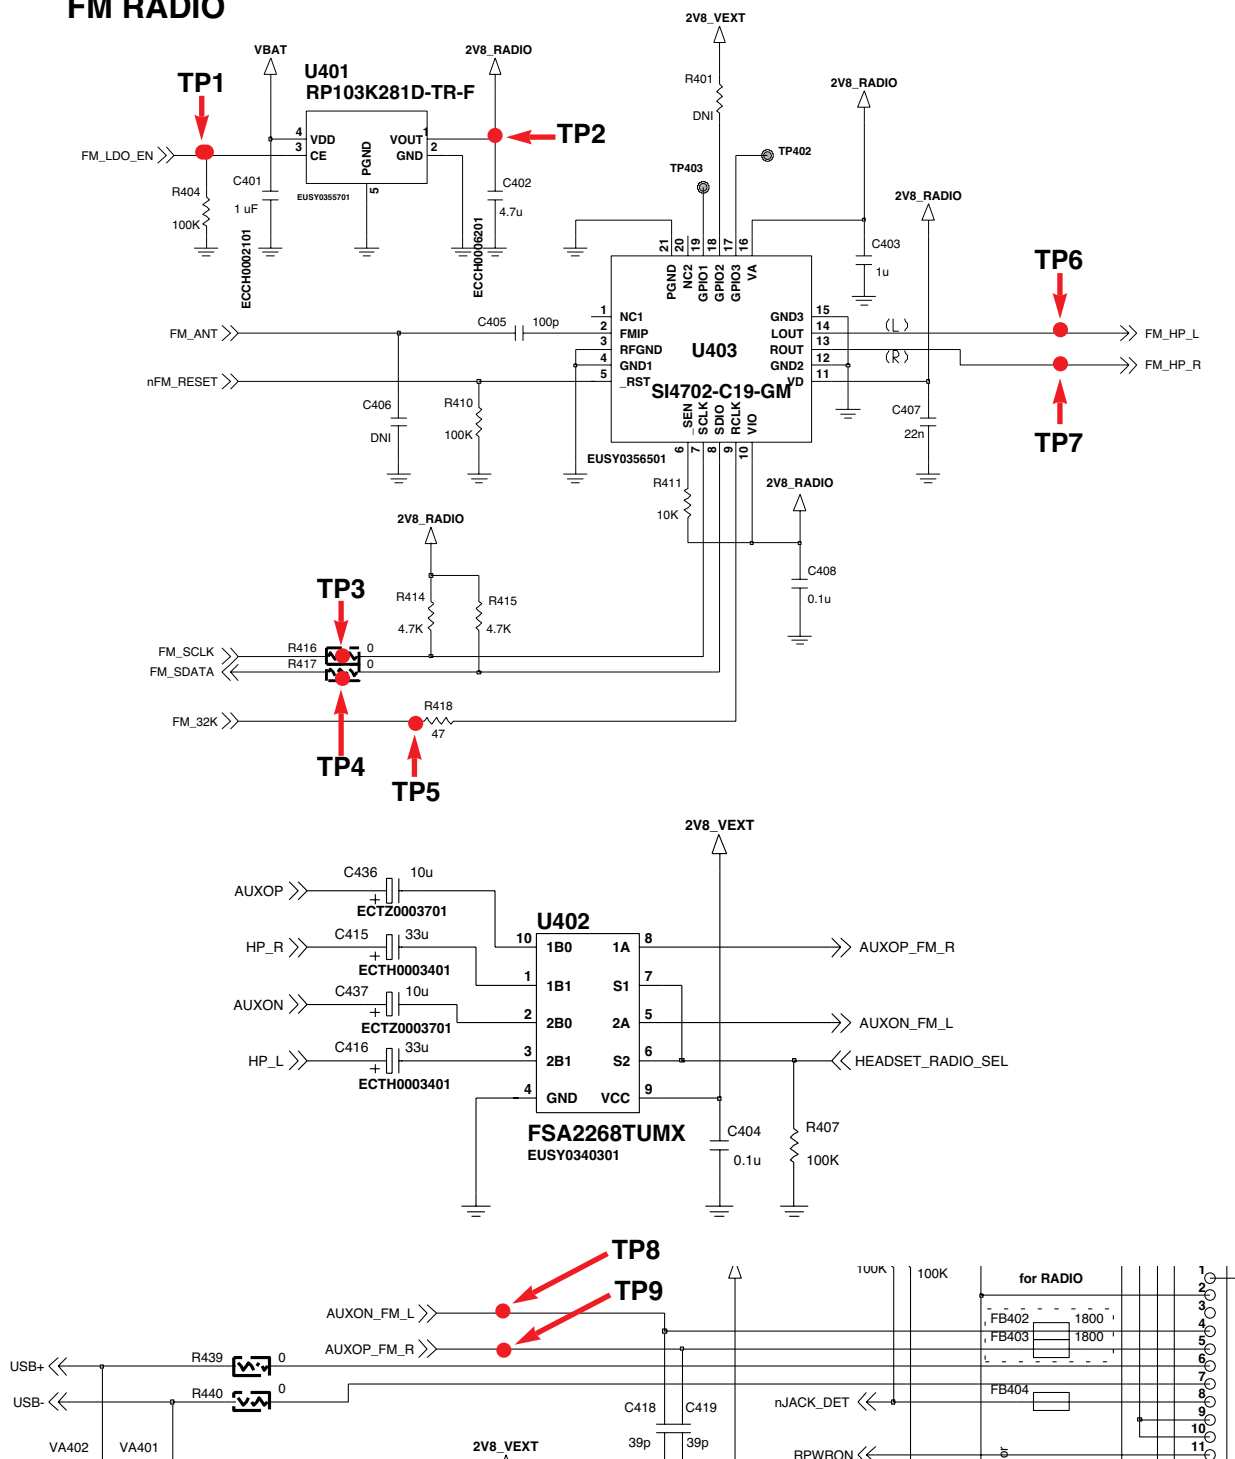 FM RADIO
2V8_VEXT
VBAT
2V8_RADIO
U401
RP103K281D-TR-F
TP1
TP2
R401
DNI
2V8_RADIO
FM_LDO_EN
4 VDD VOUT 1
3 CE GND 2
PGND
5
EUSY0355701
R404
100K
C401
1 uF
ECCH0002101
C402
4.7u
ECCH0006201
TP402
TP403
2V8_RADIO
C403
1u
21 20 19 18 17 16
PGND NC2 GPIO1 GPIO2 GPIO3 VA
TP6
FM_ANT
C405 100p
1 NC1
2 FMIP
3 RFGND
4 GND1
5 _RST
U403
SI4702-C19-GM
GND3 15
LOUT 14
ROUT 13
GND2 12
VD 11
(L)
(R)
FM_HP_L
FM_HP_R
nFM_RESET
C406
DNI
R410
100K
_SEN SCLK SDIO RCLK VIO
6 7 8 9 10
EUSY0356501
C407
22n
TP7
R411
10K
2V8_RADIO
C408
0.1u
2V8_RADIO
TP3
R414
4.7K
R415
4.7K
FM_SCLK
R416 0
FM_SDATA
R417 0
FM_32K
R418
47
TP4
TP5
2V8_VEXT
AUXOP
C436 10u
+
ECTZ0003701
HP_R
C415 33u
+
ECTH0003401
AUXON
C437 10u
+
ECTZ0003701
HP_L
C416 33u
+
ECTH0003401
U402
10 1B0 1A 8
1 1B1 S1 7
2 2B0 2A 5
3 2B1 S2 6
4 GND VCC 9
AUXOP_FM_R
AUXON_FM_L
HEADSET_RADIO_SEL
FSA2268TUMX
EUSY0340301
C404
0.1u
R407
100K
TP8
TP9
AUXON_FM_L
AUXOP_FM_R
100K
100K
for RADIO
FB402 1800
FB403 1800
FB404
USB+
R439 0
USB-
R440 0
nJACK_DET
C418
39p
C419
39p
VA402
VA401
2V8_VEXT
RPWRON
or
1
2
3
4
5
6
7
8
9
10
11